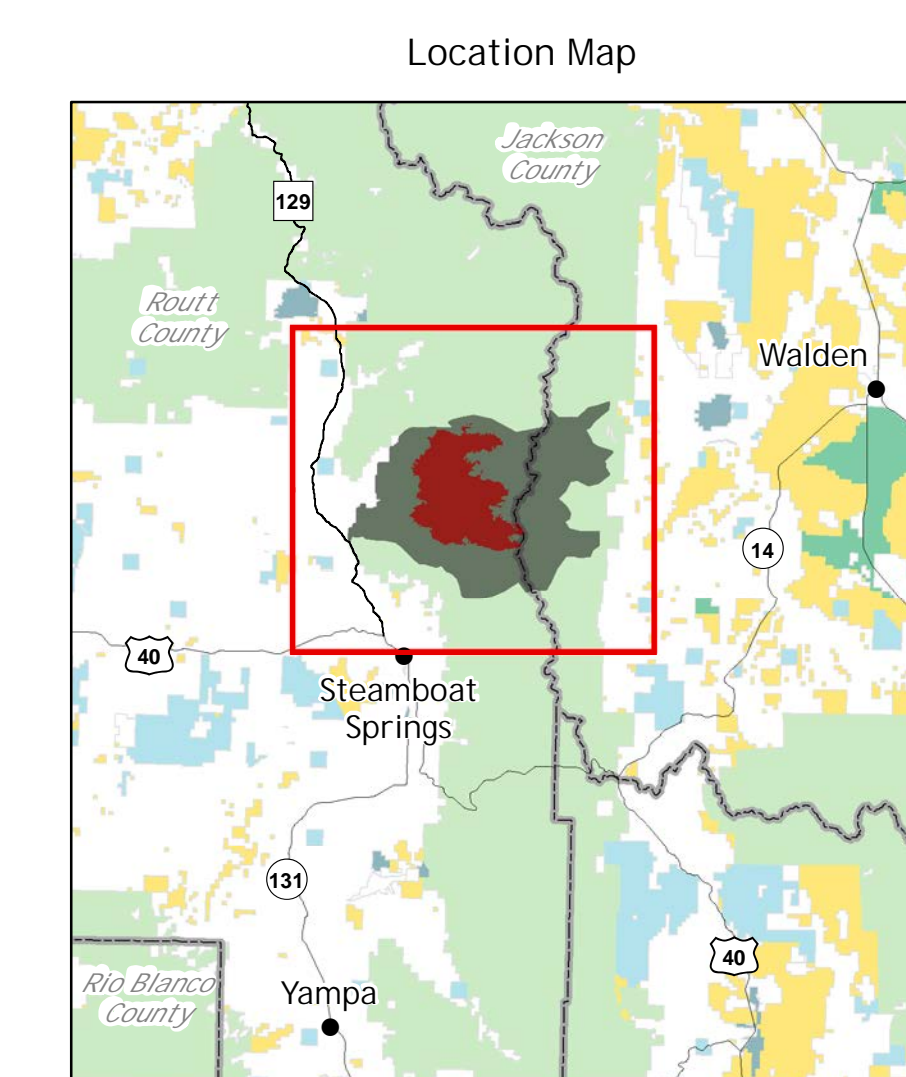 Location Map
Jackson
County
129
Routt
County
Walden
14
40
Steamboat
Springs
131
40
Rio Blanco
County
Yampa